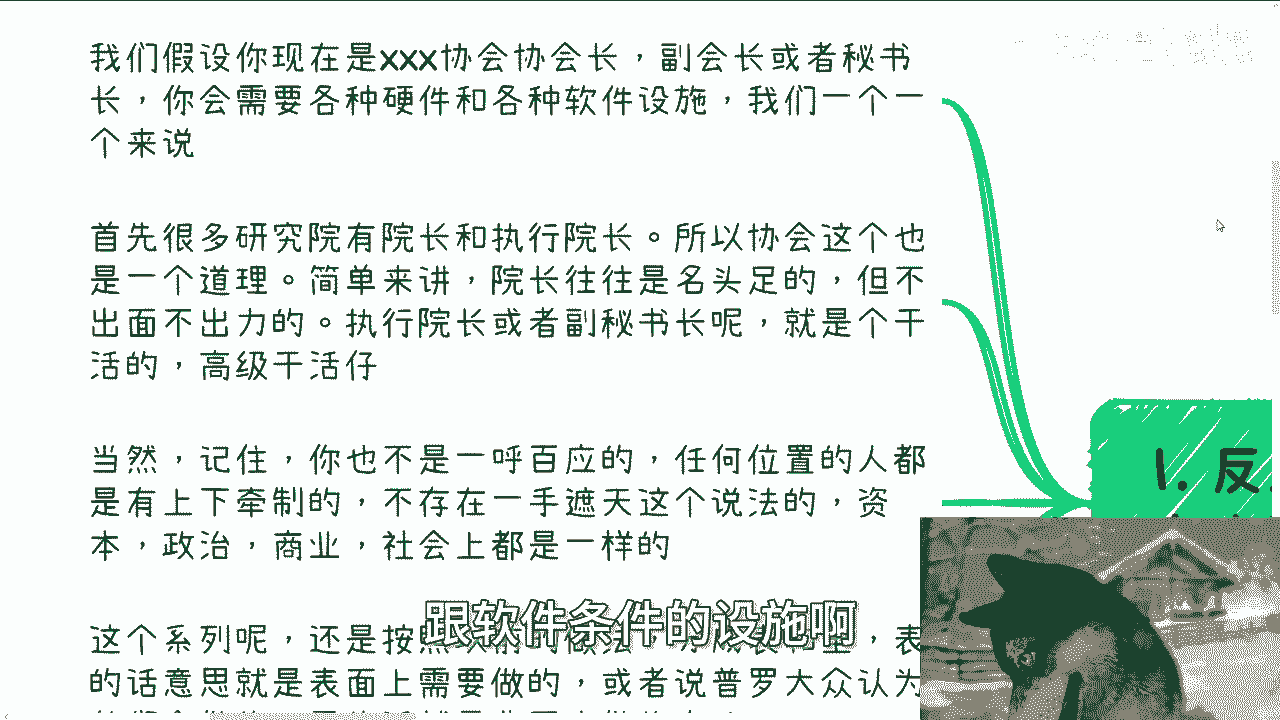 我们假设你现在是xxx协会协会长，副会长或者秘书
长，你会需要各种硬件和各种软件设施，我们一个一
个来说
首先很多研究院有院长和执行院长。所以协会这个也
是一个道理。简单来讲，院长往往是名头足的，但不
出面不出力的。执行院长或者副秘书长呢，就是个干
活的，高级干活仔
当然，记住，你也不是一呼百应的，任何位置的人都
是有上下牵制的，不存在一手遮天这个说法的，资
本，政治，商业，社会上都是一样的
这个系列呢，还是按照
，表
的话意思就是表面上需要做的，或者说普罗大众认为
1. 反
跟软件条件的设施啊